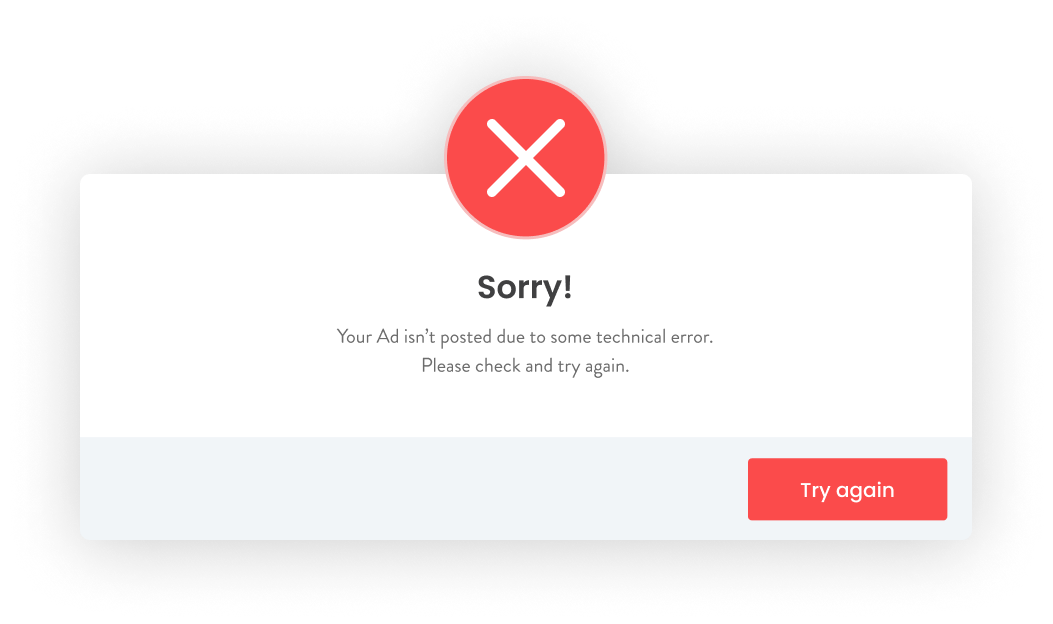 Sorry!
Your Ad isn’t posted due to some technical error.
Please check and try again.
Try again